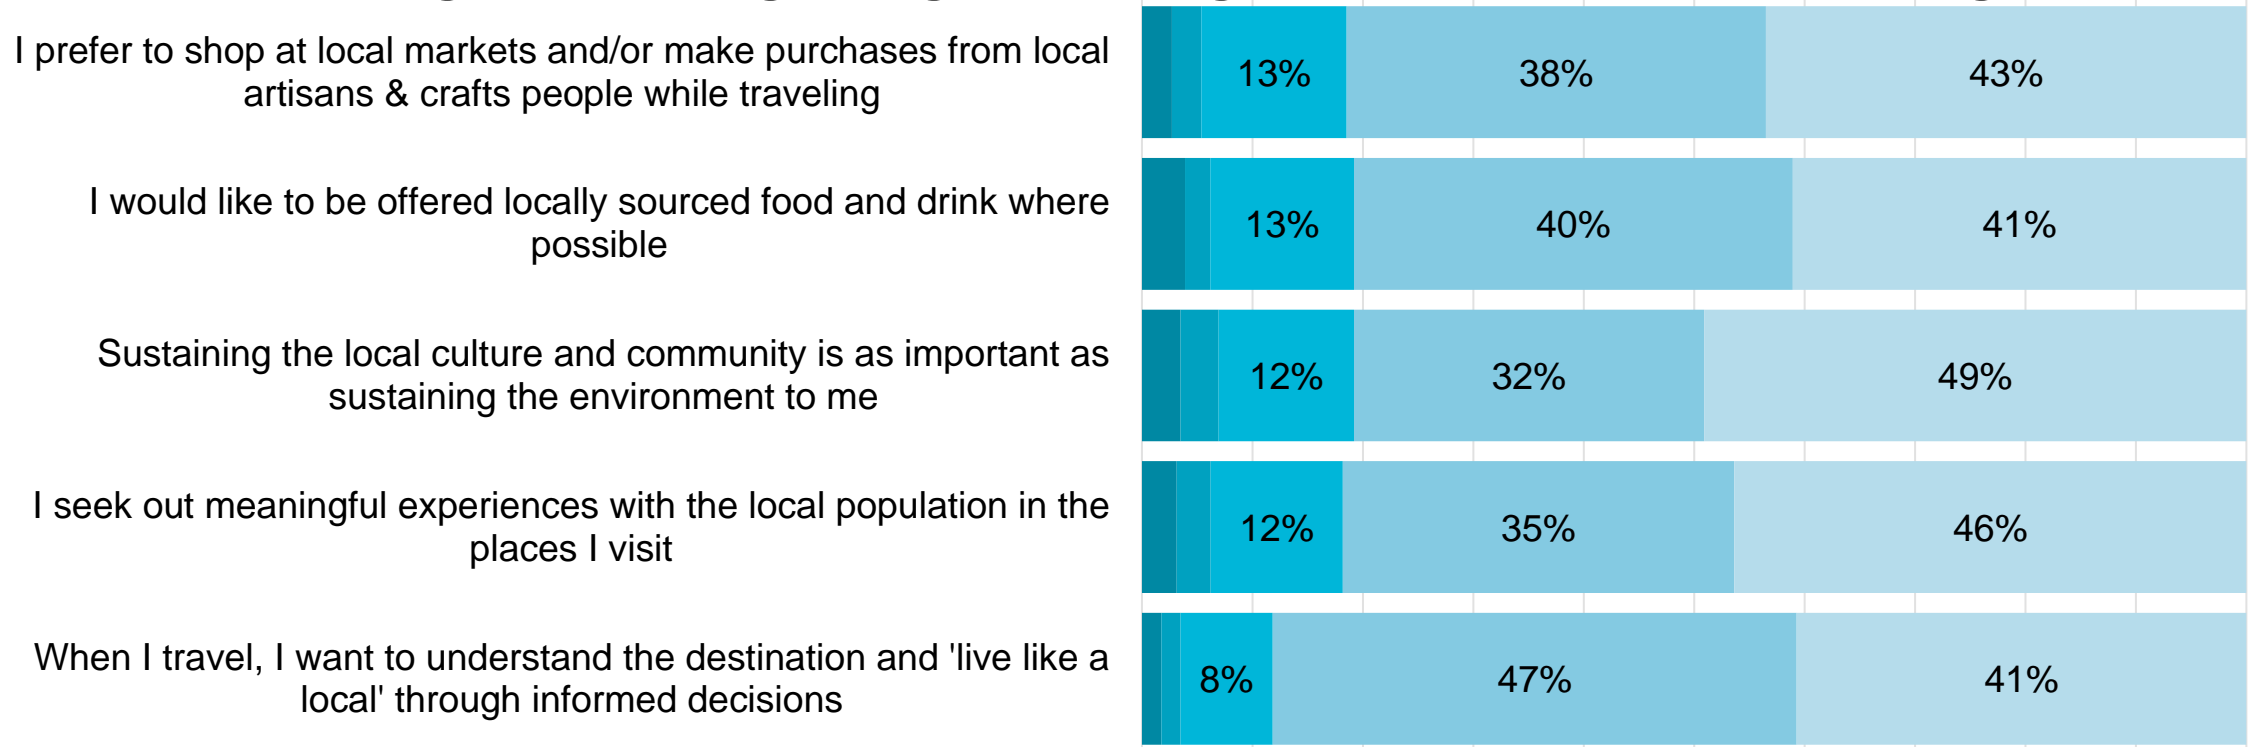 I prefer to shop at local markets and/or make purchases from local
artisans & crafts people while traveling
13% 38% 43%
I would like to be offered locally sourced food and drink where
possible
13% 40% 41%
Sustaining the local culture and community is as important as
sustaining the environment to me
12% 32% 49%
I seek out meaningful experiences with the local population in the
places I visit
12% 35% 46%
When I travel, I want to understand the destination and 'live like a
local' through informed decisions
8% 47% 41%